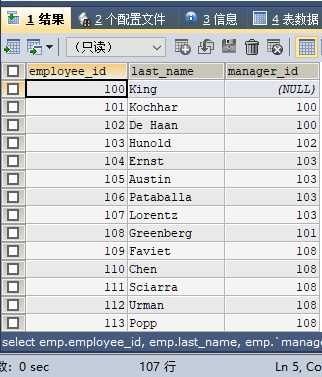 1 结果 2 个配置文件 3 信息 4 表数据
（只读）
employee_id last_name manager_id
100 King (NULL)
101 Kochhar 100
102 De Haan 100
103 Hunold 102
104 Ernst 103
105 Austin 103
106 Pataballa 103
107 Lorentz 103
108 Greenberg 101
109 Faviet 108
110 Chen 108
111 Sciarra 108
112 Urman 108
113 Popp 108
select emp.employee_id, emp.last_name, emp.`manage
数: 0 sec 107 行 Ln 5, Co